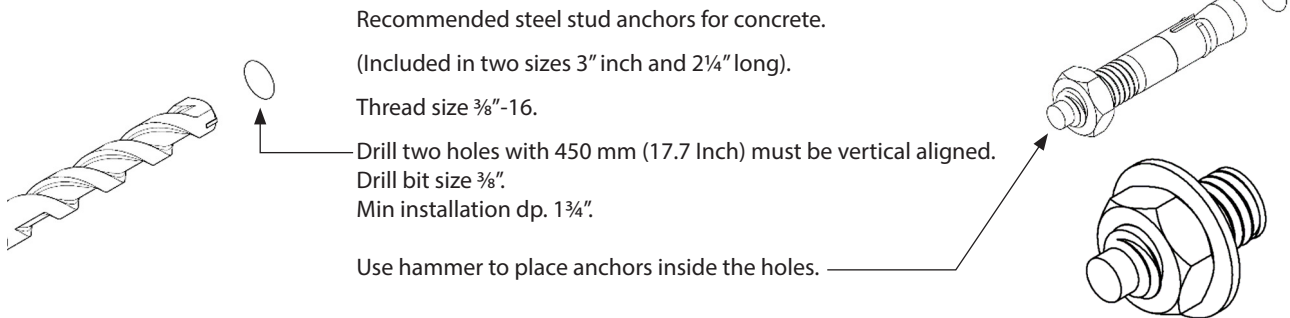 Recommended steel stud anchors for concrete.
(Included in two sizes 3” inch and 2¼” long).
Thread size ⅜”-16.
Drill two holes with 450 mm (17.7 Inch) must be vertical aligned.
Drill bit size ⅜”.
Min installation dp. 1¾”.
Use hammer to place anchors inside the holes.